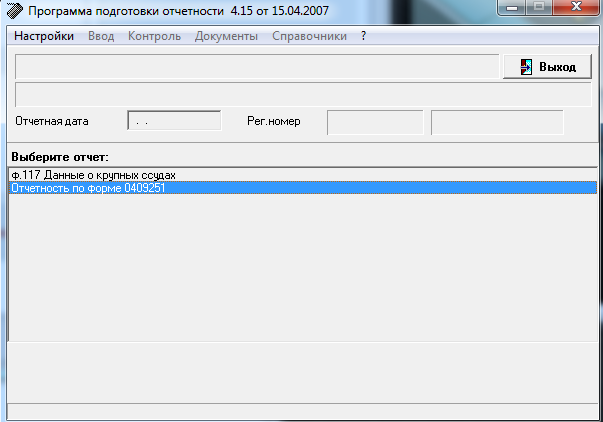 Программа подготовки отчетности 4.15 от 15.04.2007
Настройки Ввод Контроль Документы Справочники ?
Выход
Отчетная дата . . Рег.номер
Выберите отчет:
ф.117 Данные о крупных ссудах
Отчетность по форме 0409251